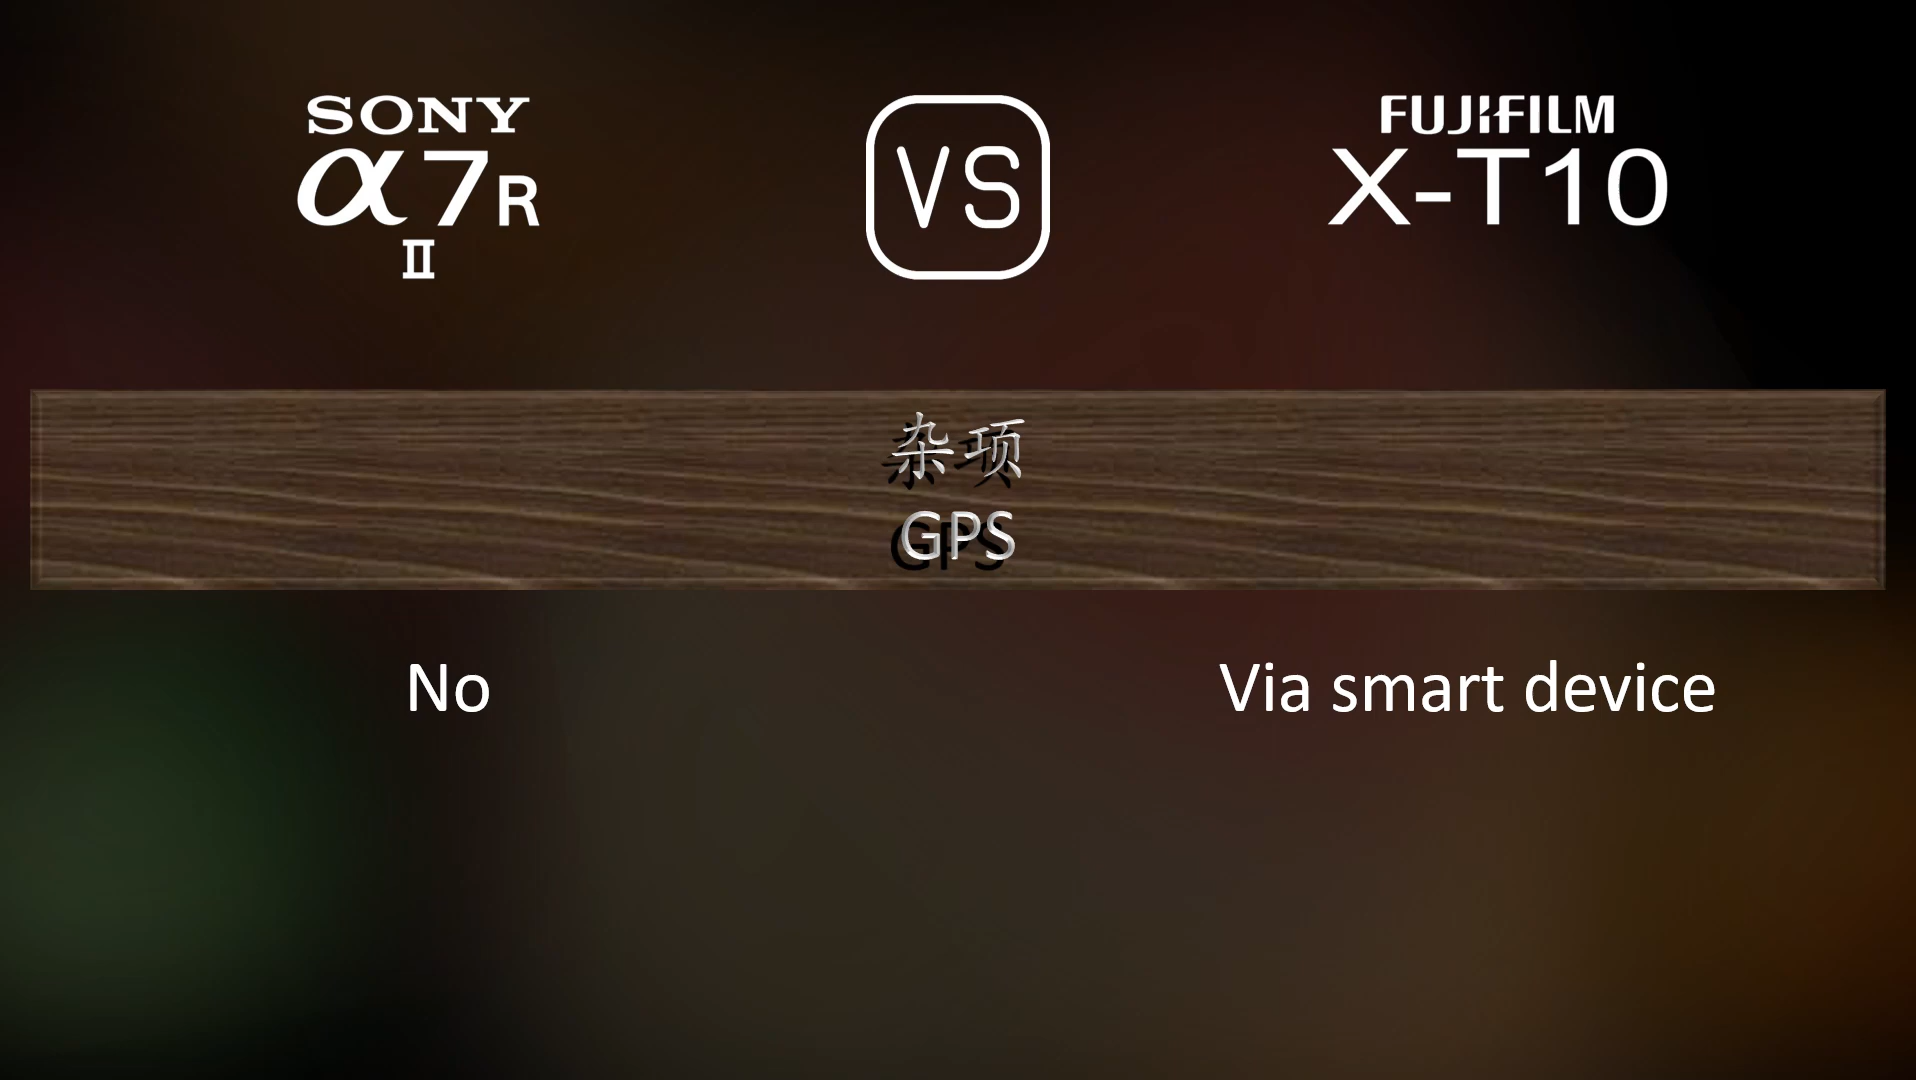 SONY
α7R
II
VS
FUJIFILM
X-T10
杂项
GPS
No
Via smart device